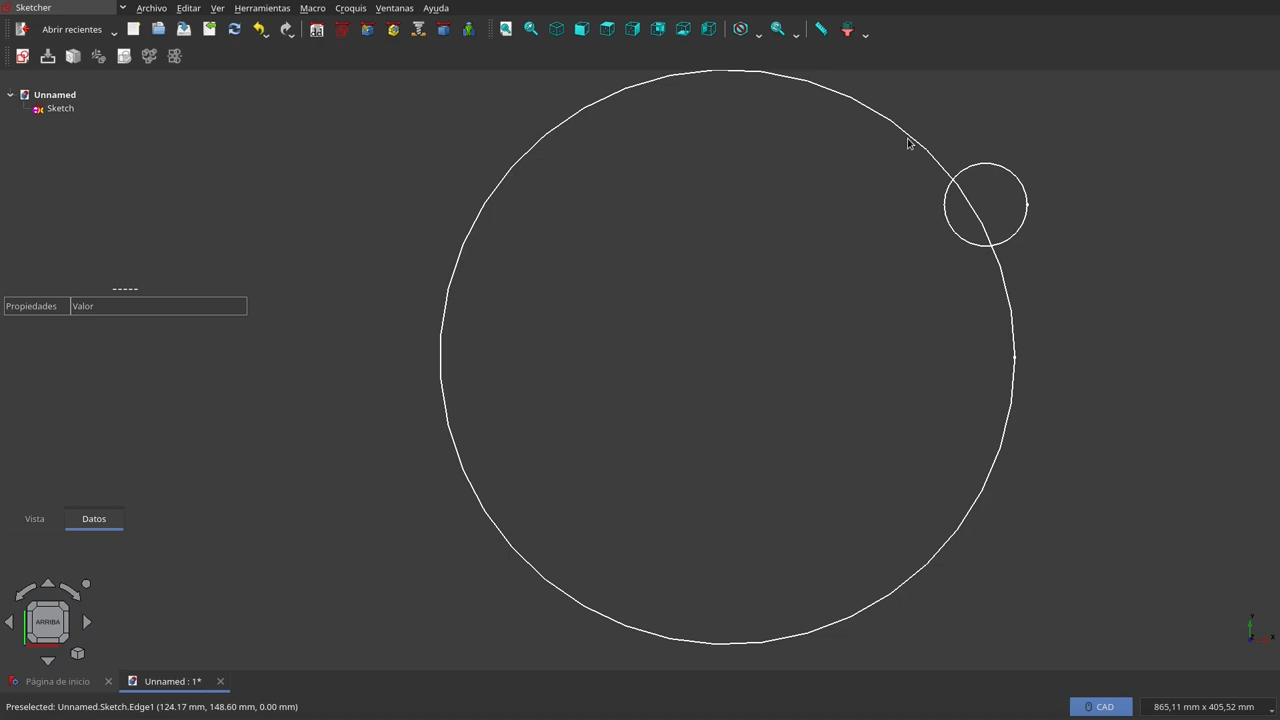 Sketcher Archivo Editar Ver Herramientas Macro Croquis Ventanas Ayuda
Abrir recientes
Unnamed
Sketch
Propiedades Valor
Vista Datos
ARRIBA
Y
X
Página de inicio Unnamed : 1*
Preselected: Unnamed.Sketch.Edge1 (124.17 mm, 148.60 mm, 0.00 mm) CAD 865,11 mm x 405,52 mm